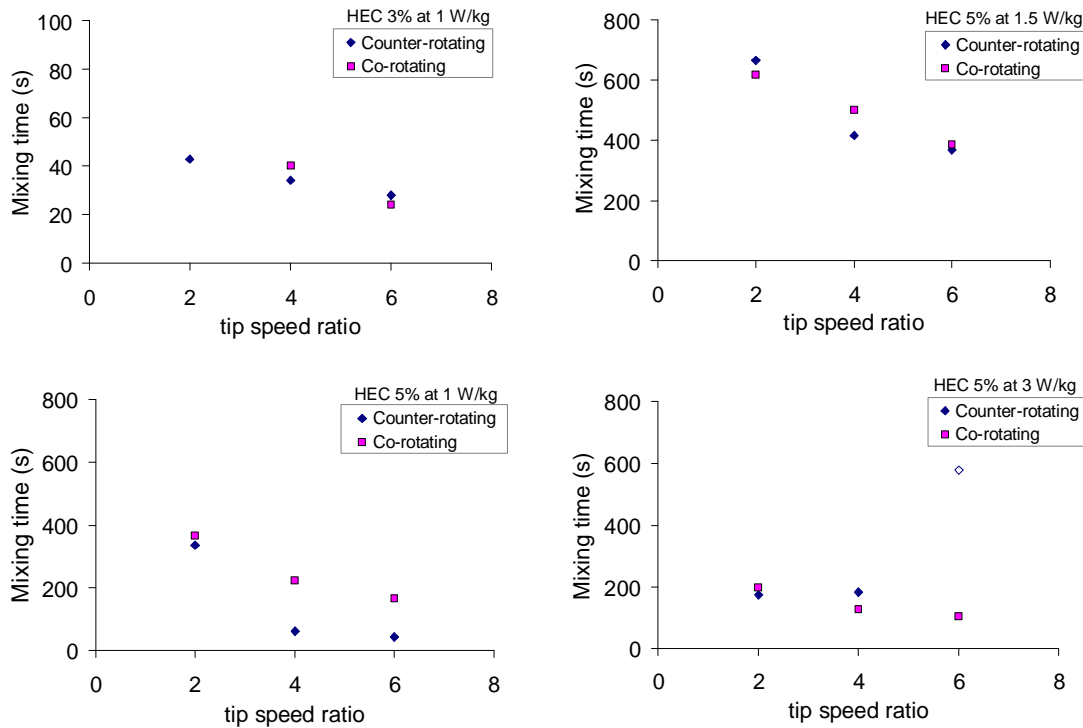 HEC 3% at 1 W/kg
Counter-rotating
Co-rotating
Mixing time (s)
100
80
60
40
20
0
0 2 4 6 8
tip speed ratio
HEC 5% at 1.5 W/kg
Counter-rotating
Co-rotating
Mixing time (s)
800
600
400
200
0
0 2 4 6 8
tip speed ratio
HEC 5% at 1 W/kg
Counter-rotating
Co-rotating
Mixing time (s)
800
600
400
200
0
0 2 4 6 8
tip speed ratio
HEC 5% at 3 W/kg
Counter-rotating
Co-rotating
Mixing time (s)
800
600
400
200
0
0 2 4 6 8
tip speed ratio